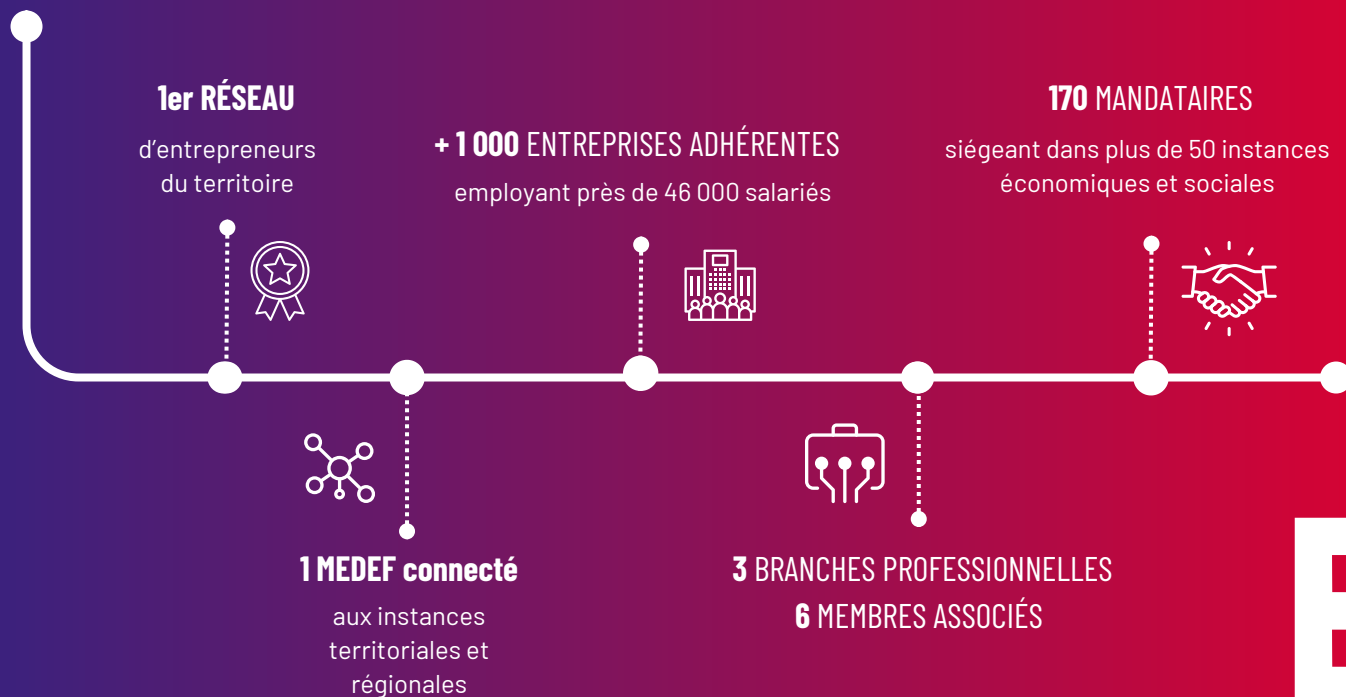 1er RÉSEAU
d'entrepreneurs
du territoire
+ 1 000 ENTREPRISES ADHÉRENTES
employant près de 46 000 salariés
170 MANDATAIRES
siégeant dans plus de 50 instances
économiques et sociales
1 MEDEF connecté
aux instances
territoriales et
régionales
3 BRANCHES PROFESSIONNELLES
6 MEMBRES ASSOCIÉS